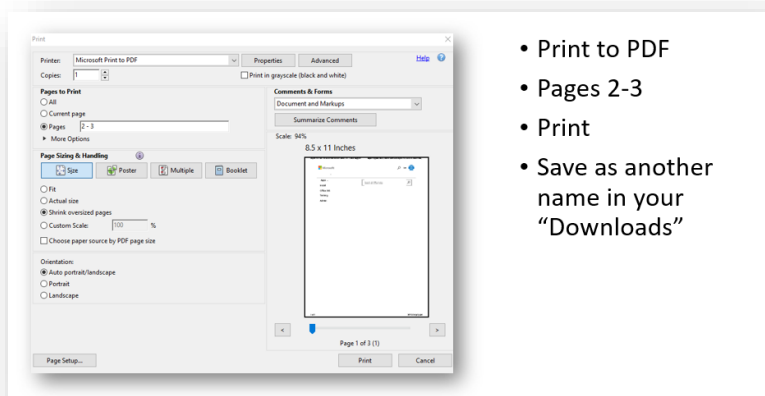 Print
Printer: Microsoft Print to PDF Properties Advanced Help
Copies: 1 Print in grayscale (black and white)
Pages to Print
All
Current page
Pages 2 - 3
More Options
Page Sizing & Handling
Size Poster Multiple Booklet
Fit
Actual size
Shrink oversized pages
Custom Scale: 100 %
Choose paper source by PDF page size
Orientation:
Auto portrait/landscape
Portrait
Landscape
Comments & Forms
Document and Markups
Summarize Comments
Scale: 94%
8.5 x 11 Inches
< >
Page 1 of 3 (1)
Page Setup... Print Cancel
• Print to PDF
• Pages 2-3
• Print
• Save as another
name in your
“Downloads”